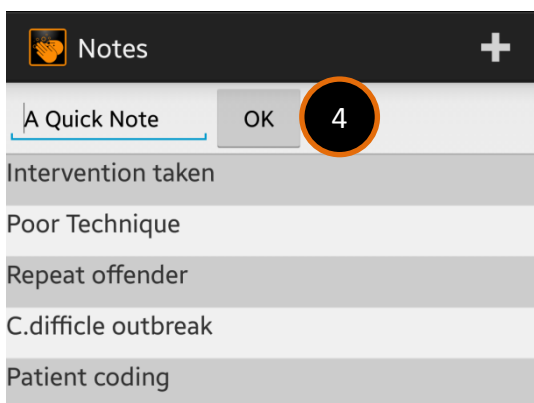 Notes
A Quick Note OK 4
Intervention taken
Poor Technique
Repeat offender
C.difficle outbreak
Patient coding